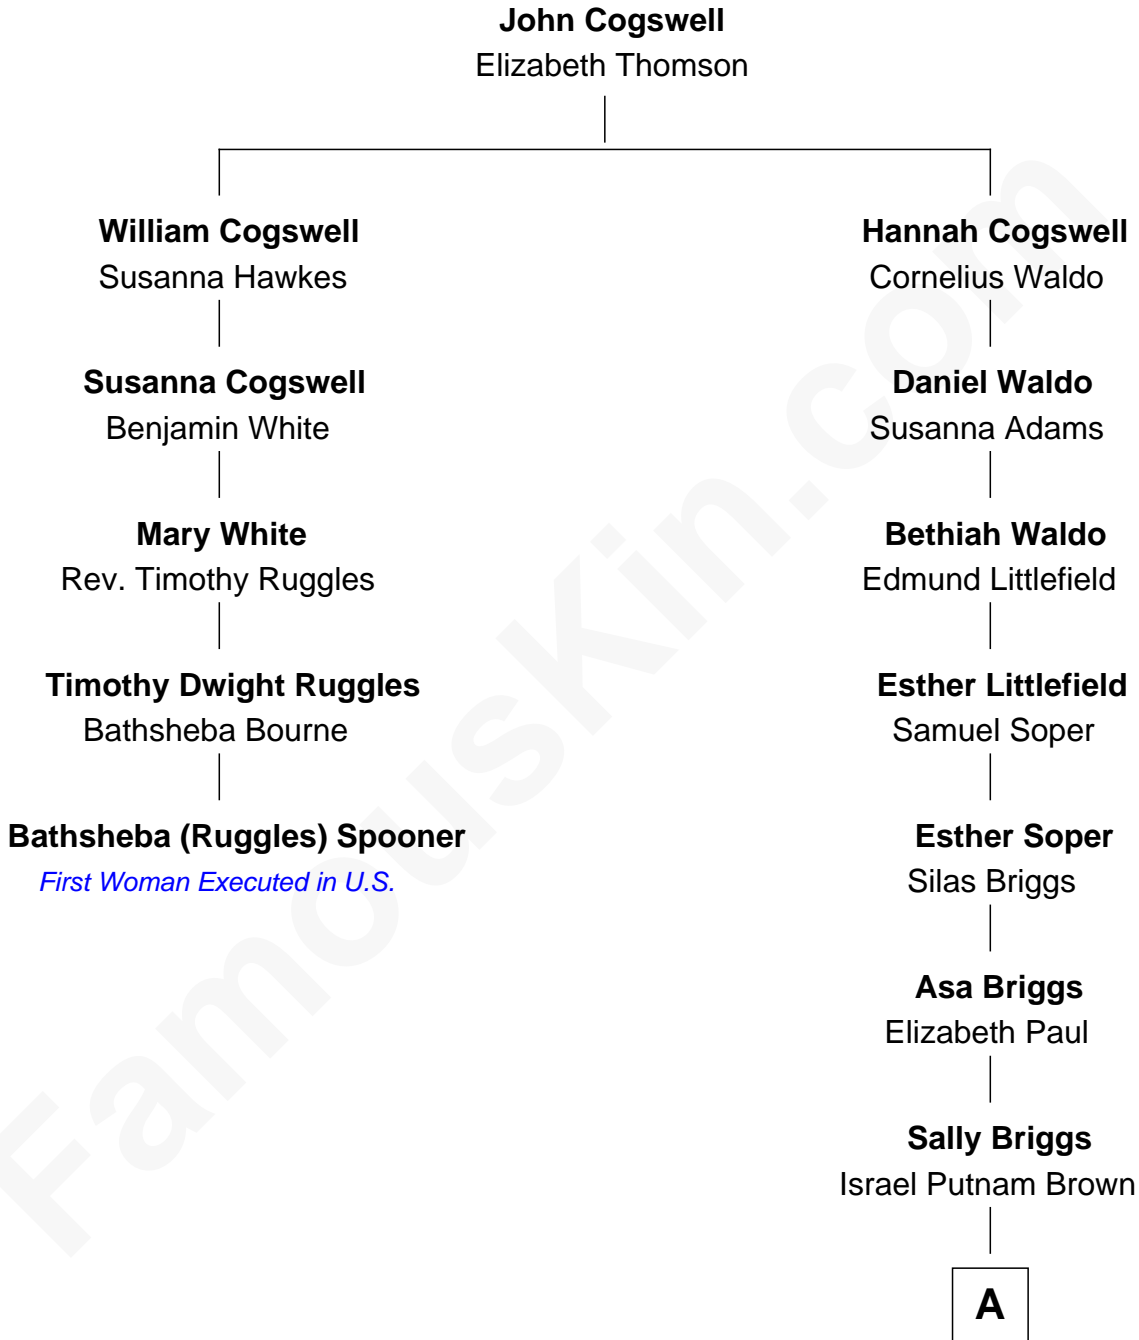 John Cogswell
Elizabeth Thomson
William Cogswell
Susanna Hawkes
Susanna Cogswell
Benjamin White
Mary White
Rev. Timothy Ruggles
Timothy Dwight Ruggles
Bathsheba Bourne
Bathsheba (Ruggles) Spooner
First Woman Executed in U.S.
Hannah Cogswell
Cornelius Waldo
Daniel Waldo
Susanna Adams
Bethiah Waldo
Edmund Littlefield
Esther Littlefield
Samuel Soper
Esther Soper
Silas Briggs
Asa Briggs
Elizabeth Paul
Sally Briggs
Israel Putnam Brown
A
FamousKin.com